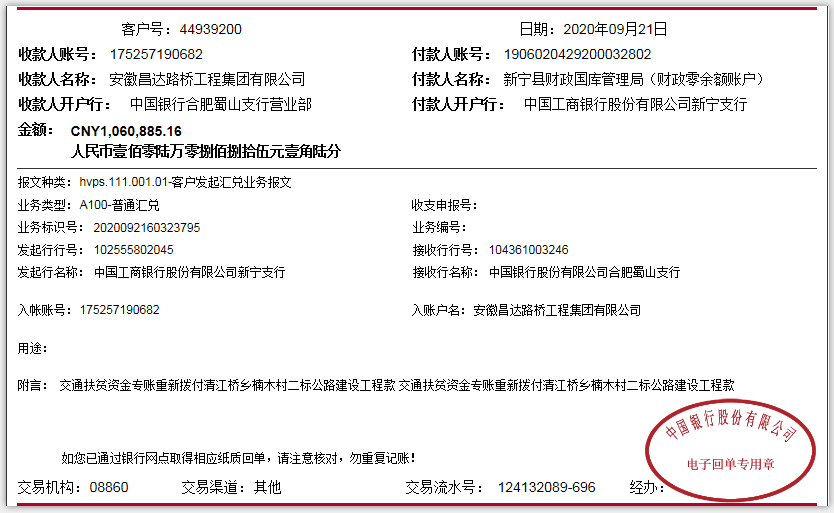 客户号：44939200 日期：2020年09月21日
收款人账号：175257190682 付款人账号：1906020429200032802
收款人名称：安徽昌达路桥工程集团有限公司 付款人名称：新宁县财政国库管理局（财政零余额账户）
收款人开户行：中国银行合肥蜀山支行营业部 付款人开户行：中国工商银行股份有限公司新宁支行
金额：CNY1,060,885.16
人民币壹佰零陆万零捌佰捌拾伍元壹角陆分
报文种类：hvps.111.001.01-客户发起汇兑业务报文
业务类型：A100-普通汇兑 收支申报号：
业务标识号：2020092160323795 业务编号：
发起行行号：102555802045 接收行行号：104361003246
发起行名称：中国工商银行股份有限公司新宁支行 接收行名称：中国银行股份有限公司合肥蜀山支行
入帐账号：175257190682 入账户名：安徽昌达路桥工程集团有限公司
用途：
附言：交通扶贫资金专账重新拨付清江桥乡楠木村二标公路建设工程款 交通扶贫资金专账重新拨付清江桥乡楠木村二标公路建设工程款
中国银行股份有限公司
电子回单专用章
如您已通过银行网点取得相应纸质回单，请注意核对，勿重复记账！
交易机构：08860 交易渠道：其他 交易流水号：124132089-696 经办：